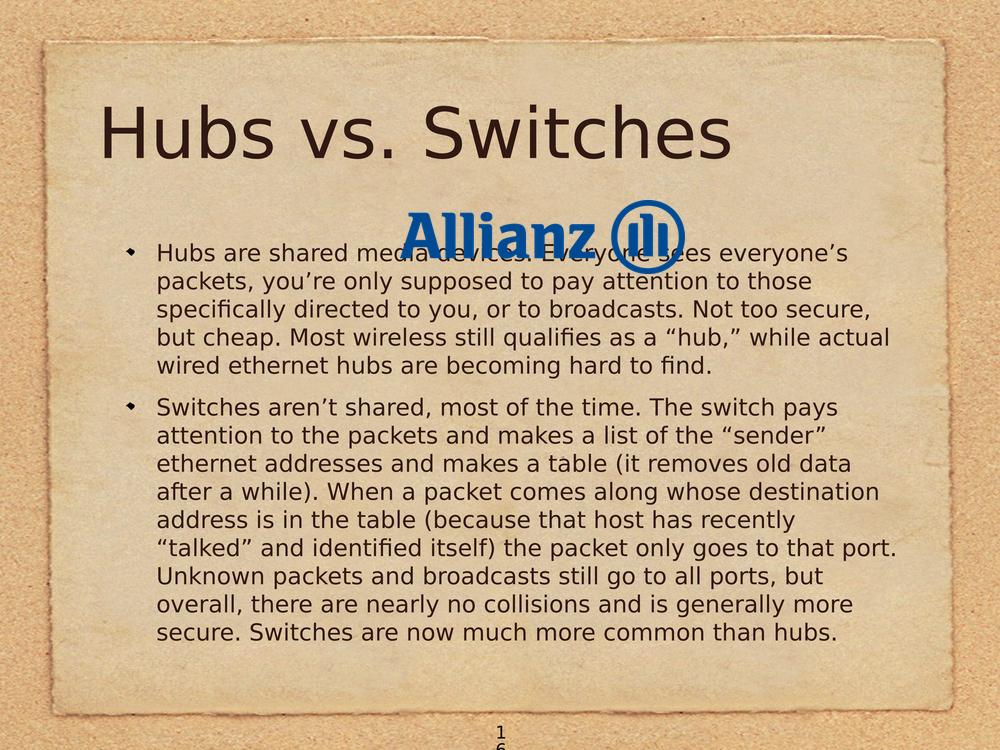 Hubs vs. Switches
Allianz
• Hubs are shared media devices. Everyone sees everyone’s
packets, you’re only supposed to pay attention to those
specifically directed to you, or to broadcasts. Not too secure,
but cheap. Most wireless still qualifies as a “hub,” while actual
wired ethernet hubs are becoming hard to find.
• Switches aren’t shared, most of the time. The switch pays
attention to the packets and makes a list of the “sender”
ethernet addresses and makes a table (it removes old data
after a while). When a packet comes along whose destination
address is in the table (because that host has recently
“talked” and identified itself) the packet only goes to that port.
Unknown packets and broadcasts still go to all ports, but
overall, there are nearly no collisions and is generally more
secure. Switches are now much more common than hubs.
1
6